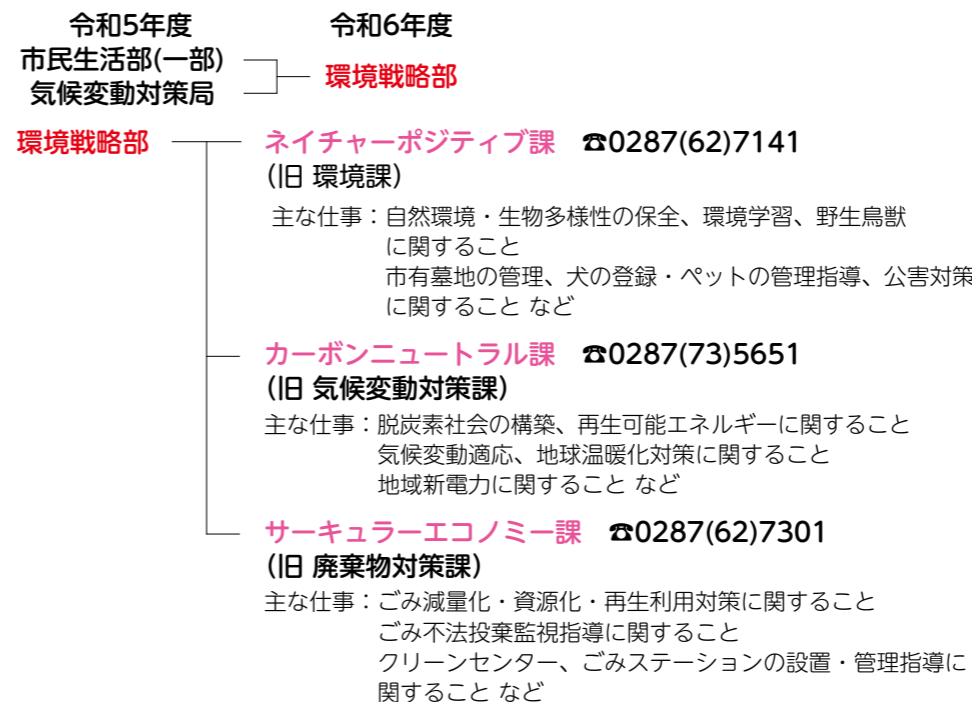 令和5年度 令和6年度
市民生活部(一部)
気候変動対策局
環境戦略部
環境戦略部
ネイチャーポジティブ課 ☎0287(62)7141
(旧 環境課)
主な仕事：自然環境・生物多様性の保全、環境学習、野生鳥獣
に関すること
市有墓地の管理、犬の登録・ペットの管理指導、公害対策
に関すること など
カーボンニュートラル課 ☎0287(73)5651
(旧 気候変動対策課)
主な仕事：脱炭素社会の構築、再生可能エネルギーに関すること
気候変動適応、地球温暖化対策に関すること
地域新電力に関すること など
サーキュラーエコノミー課 ☎0287(62)7301
(旧 廃棄物対策課)
主な仕事：ごみ減量化・資源化・再生利用対策に関すること
ごみ不法投棄監視指導に関すること
クリーンセンター、ごみステーションの設置・管理指導に
関すること など